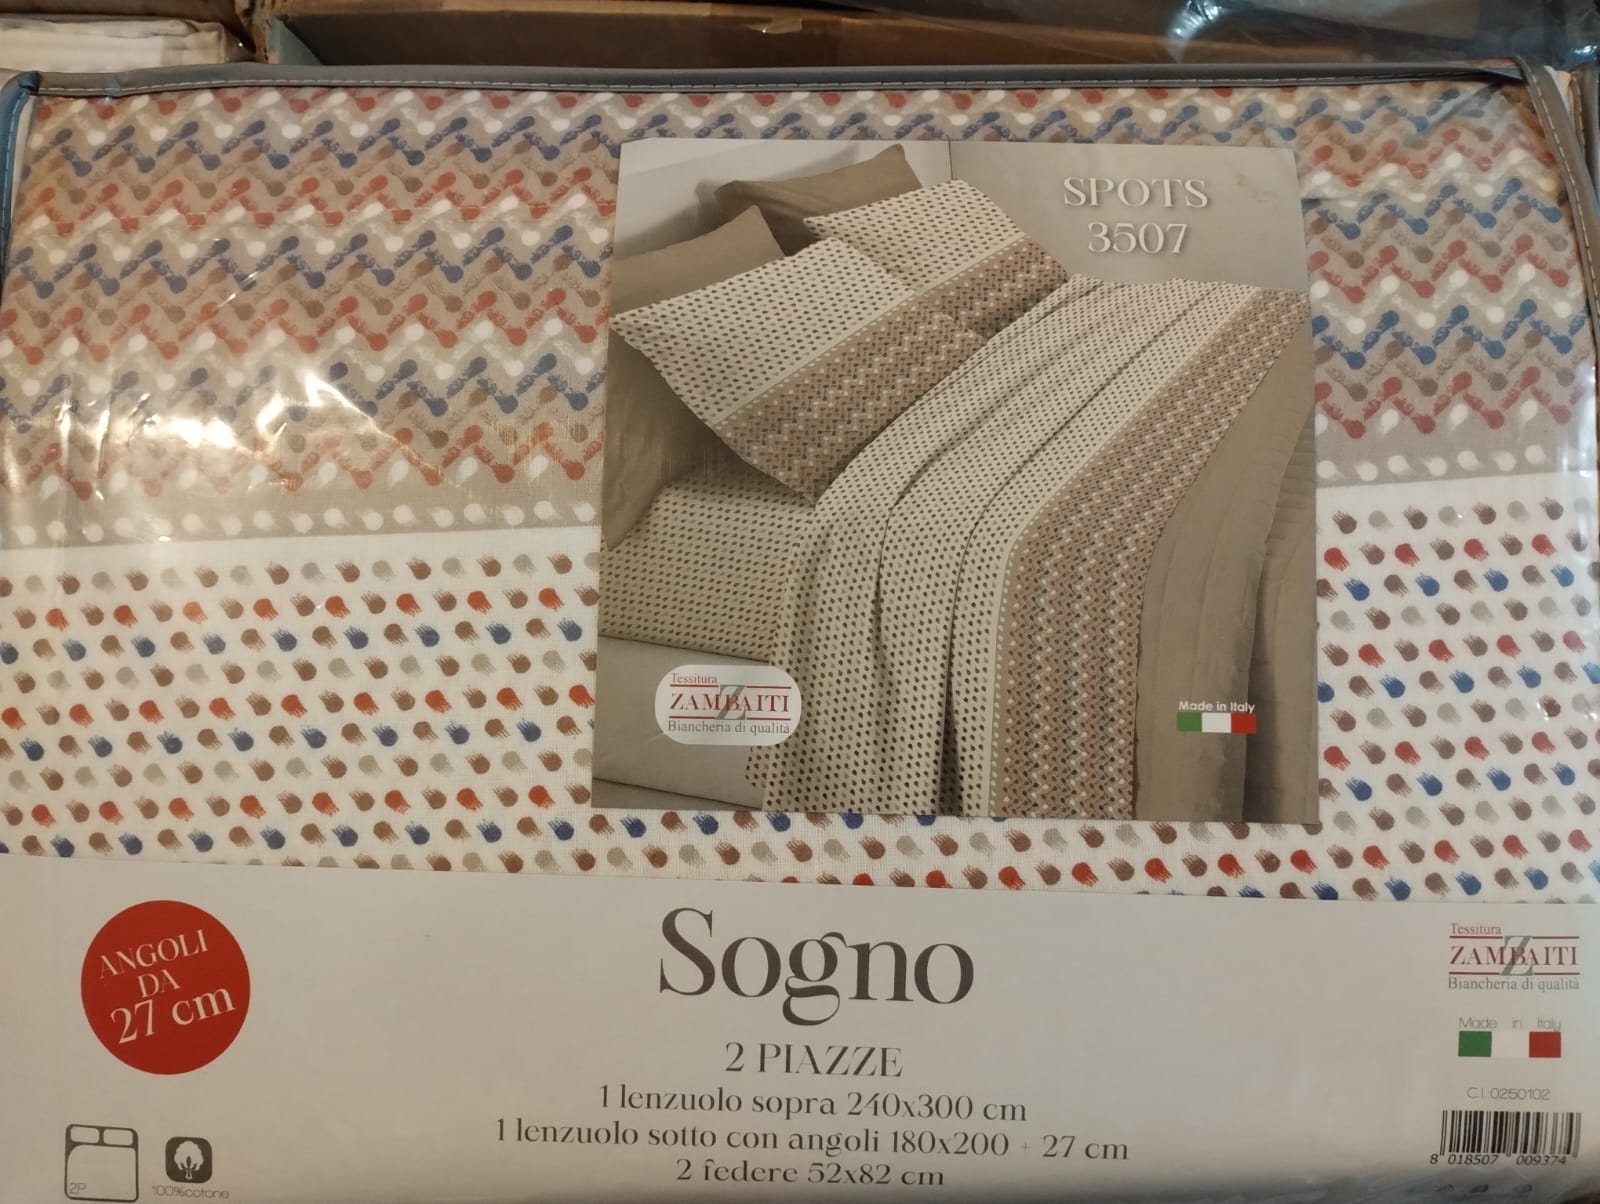 SPOTS
3507
Tessitura
ZAMBAITI
Biancheria di qualità
Made in Italy
ANGOLI
DA
27 cm
Sogno
2 PIAZZE
1 lenzuolo sopra 240x300 cm
1 lenzuolo sotto con angoli 180x200 + 27 cm
2 federe 52x82 cm
2P
100%cotone
Tessitura
ZAMBAITI
Biancheria di qualità
Made in Italy
C.I.:0250102
8 018507 009374